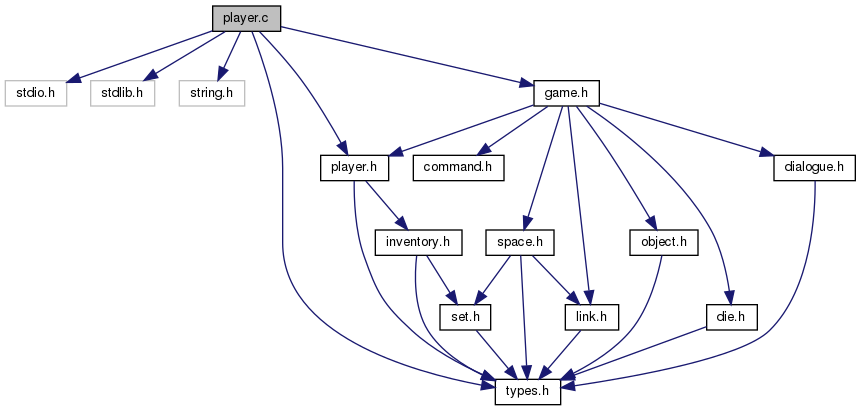 player.c
stdio.h
stdlib.h
string.h
game.h
player.h
command.h
dialogue.h
inventory.h
space.h
object.h
set.h
link.h
die.h
types.h